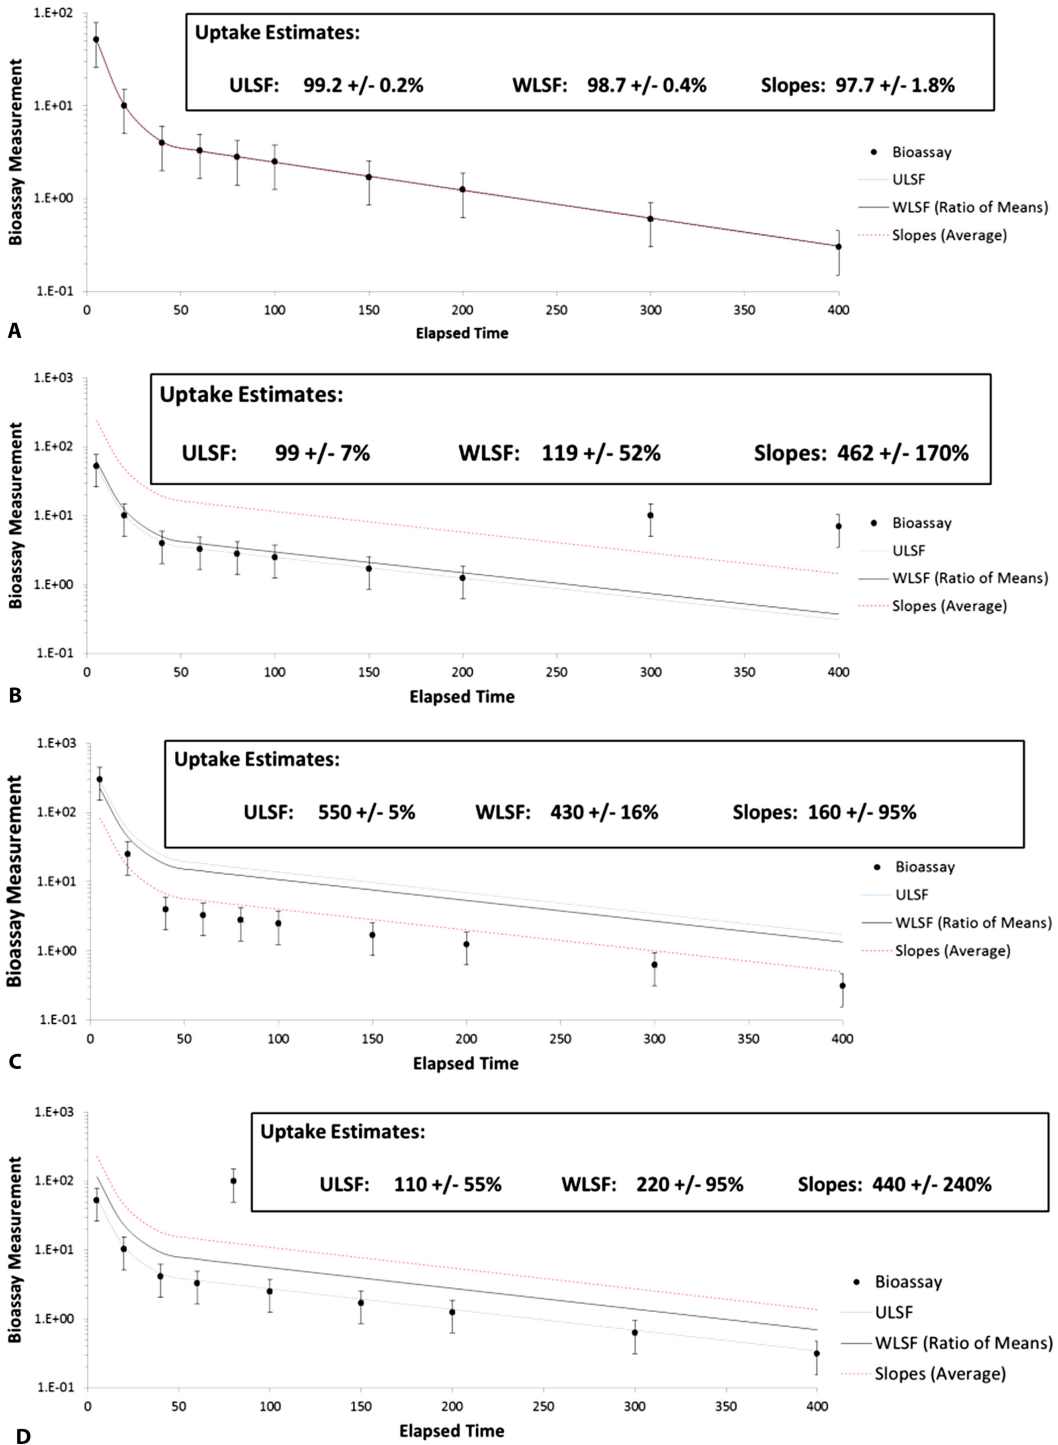 1.E+02
Uptake Estimates:
ULSF: 99.2 +/- 0.2% WLSF: 98.7 +/- 0.4% Slopes: 97.7 +/- 1.8%
1.E+01
Bioassay Measurement
Bioassay
ULSF
1.E+00
WLSF (Ratio of Means)
Slopes (Average)
1.E-01
0 50 100 150 200 250 300 350 400
A
Elapsed Time
1.E+03
Uptake Estimates:
ULSF: 99 +/- 7% WLSF: 119 +/- 52% Slopes: 462 +/- 170%
1.E+02
Bioassay Measurement
1.E+01
Bioassay
ULSF
1.E+00
WLSF (Ratio of Means)
Slopes (Average)
1.E-01
0 50 100 150 200 250 300 350 400
B
Elapsed Time
1.E+03
Uptake Estimates:
ULSF: 550 +/- 5% WLSF: 430 +/- 16% Slopes: 160 +/- 95%
1.E+02
Bioassay Measurement
Bioassay
1.E+01
ULSF
WLSF (Ratio of Means)
1.E+00
Slopes (Average)
1.E-01
0 50 100 150 200 250 300 350 400
C
Elapsed Time
1.E+03
Uptake Estimates:
ULSF: 110 +/- 55% WLSF: 220 +/- 95% Slopes: 440 +/- 240%
1.E+02
Bioassay Measurement
1.E+01
Bioassay
ULSF
1.E+00
WLSF (Ratio of Means)
Slopes (Average)
1.E-01
0 50 100 150 200 250 300 350 400
D
Elapsed Time